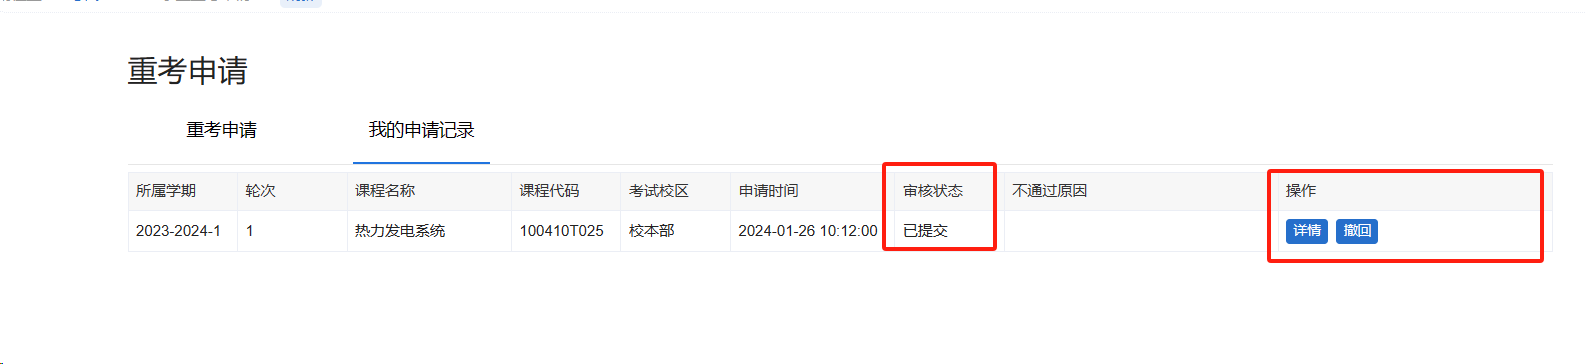 重考申请
重考申请 我的申请记录
所属学期 轮次 课程名称 课程代码 考试校区 申请时间 审核状态 不通过原因 操作
2023-2024-1 1 热力发电系统 100410T025 校本部 2024-01-26 10:12:00 已提交 详情 撤回